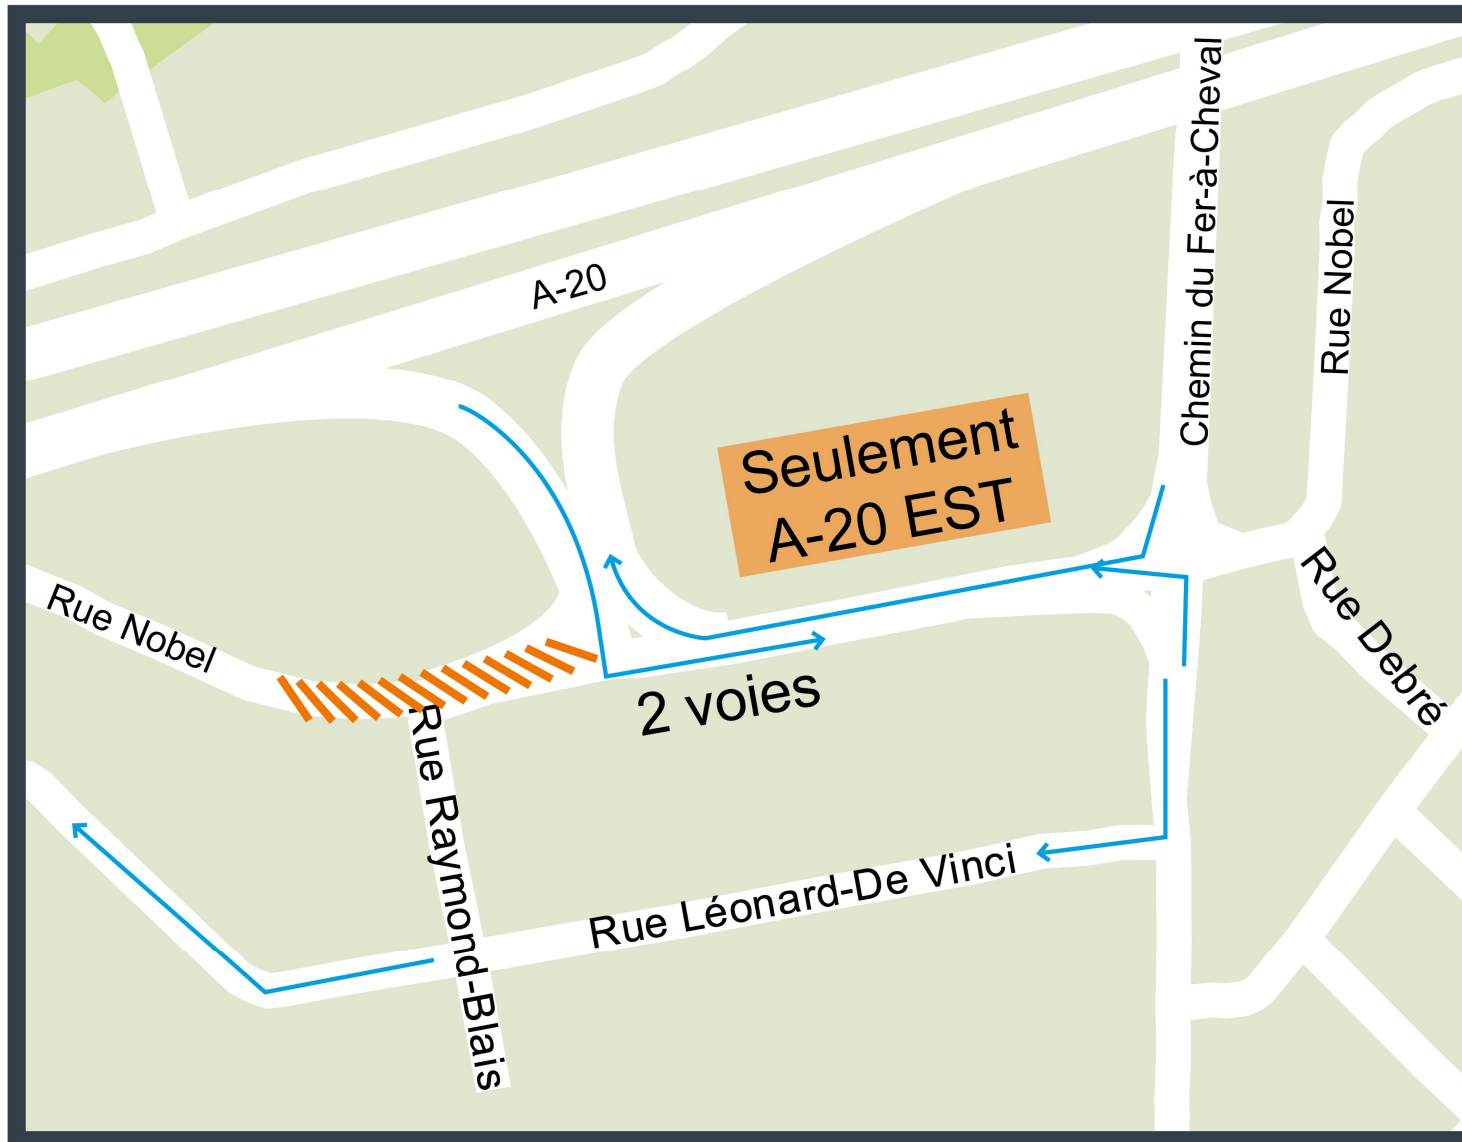 Chemin du Fer-à-Cheval
Rue Nobel
A-20
Seulement
A-20 EST
Rue Nobel
Rue Debré
2 voies
Rue Raymond-Blais
Rue Léonard-De Vinci